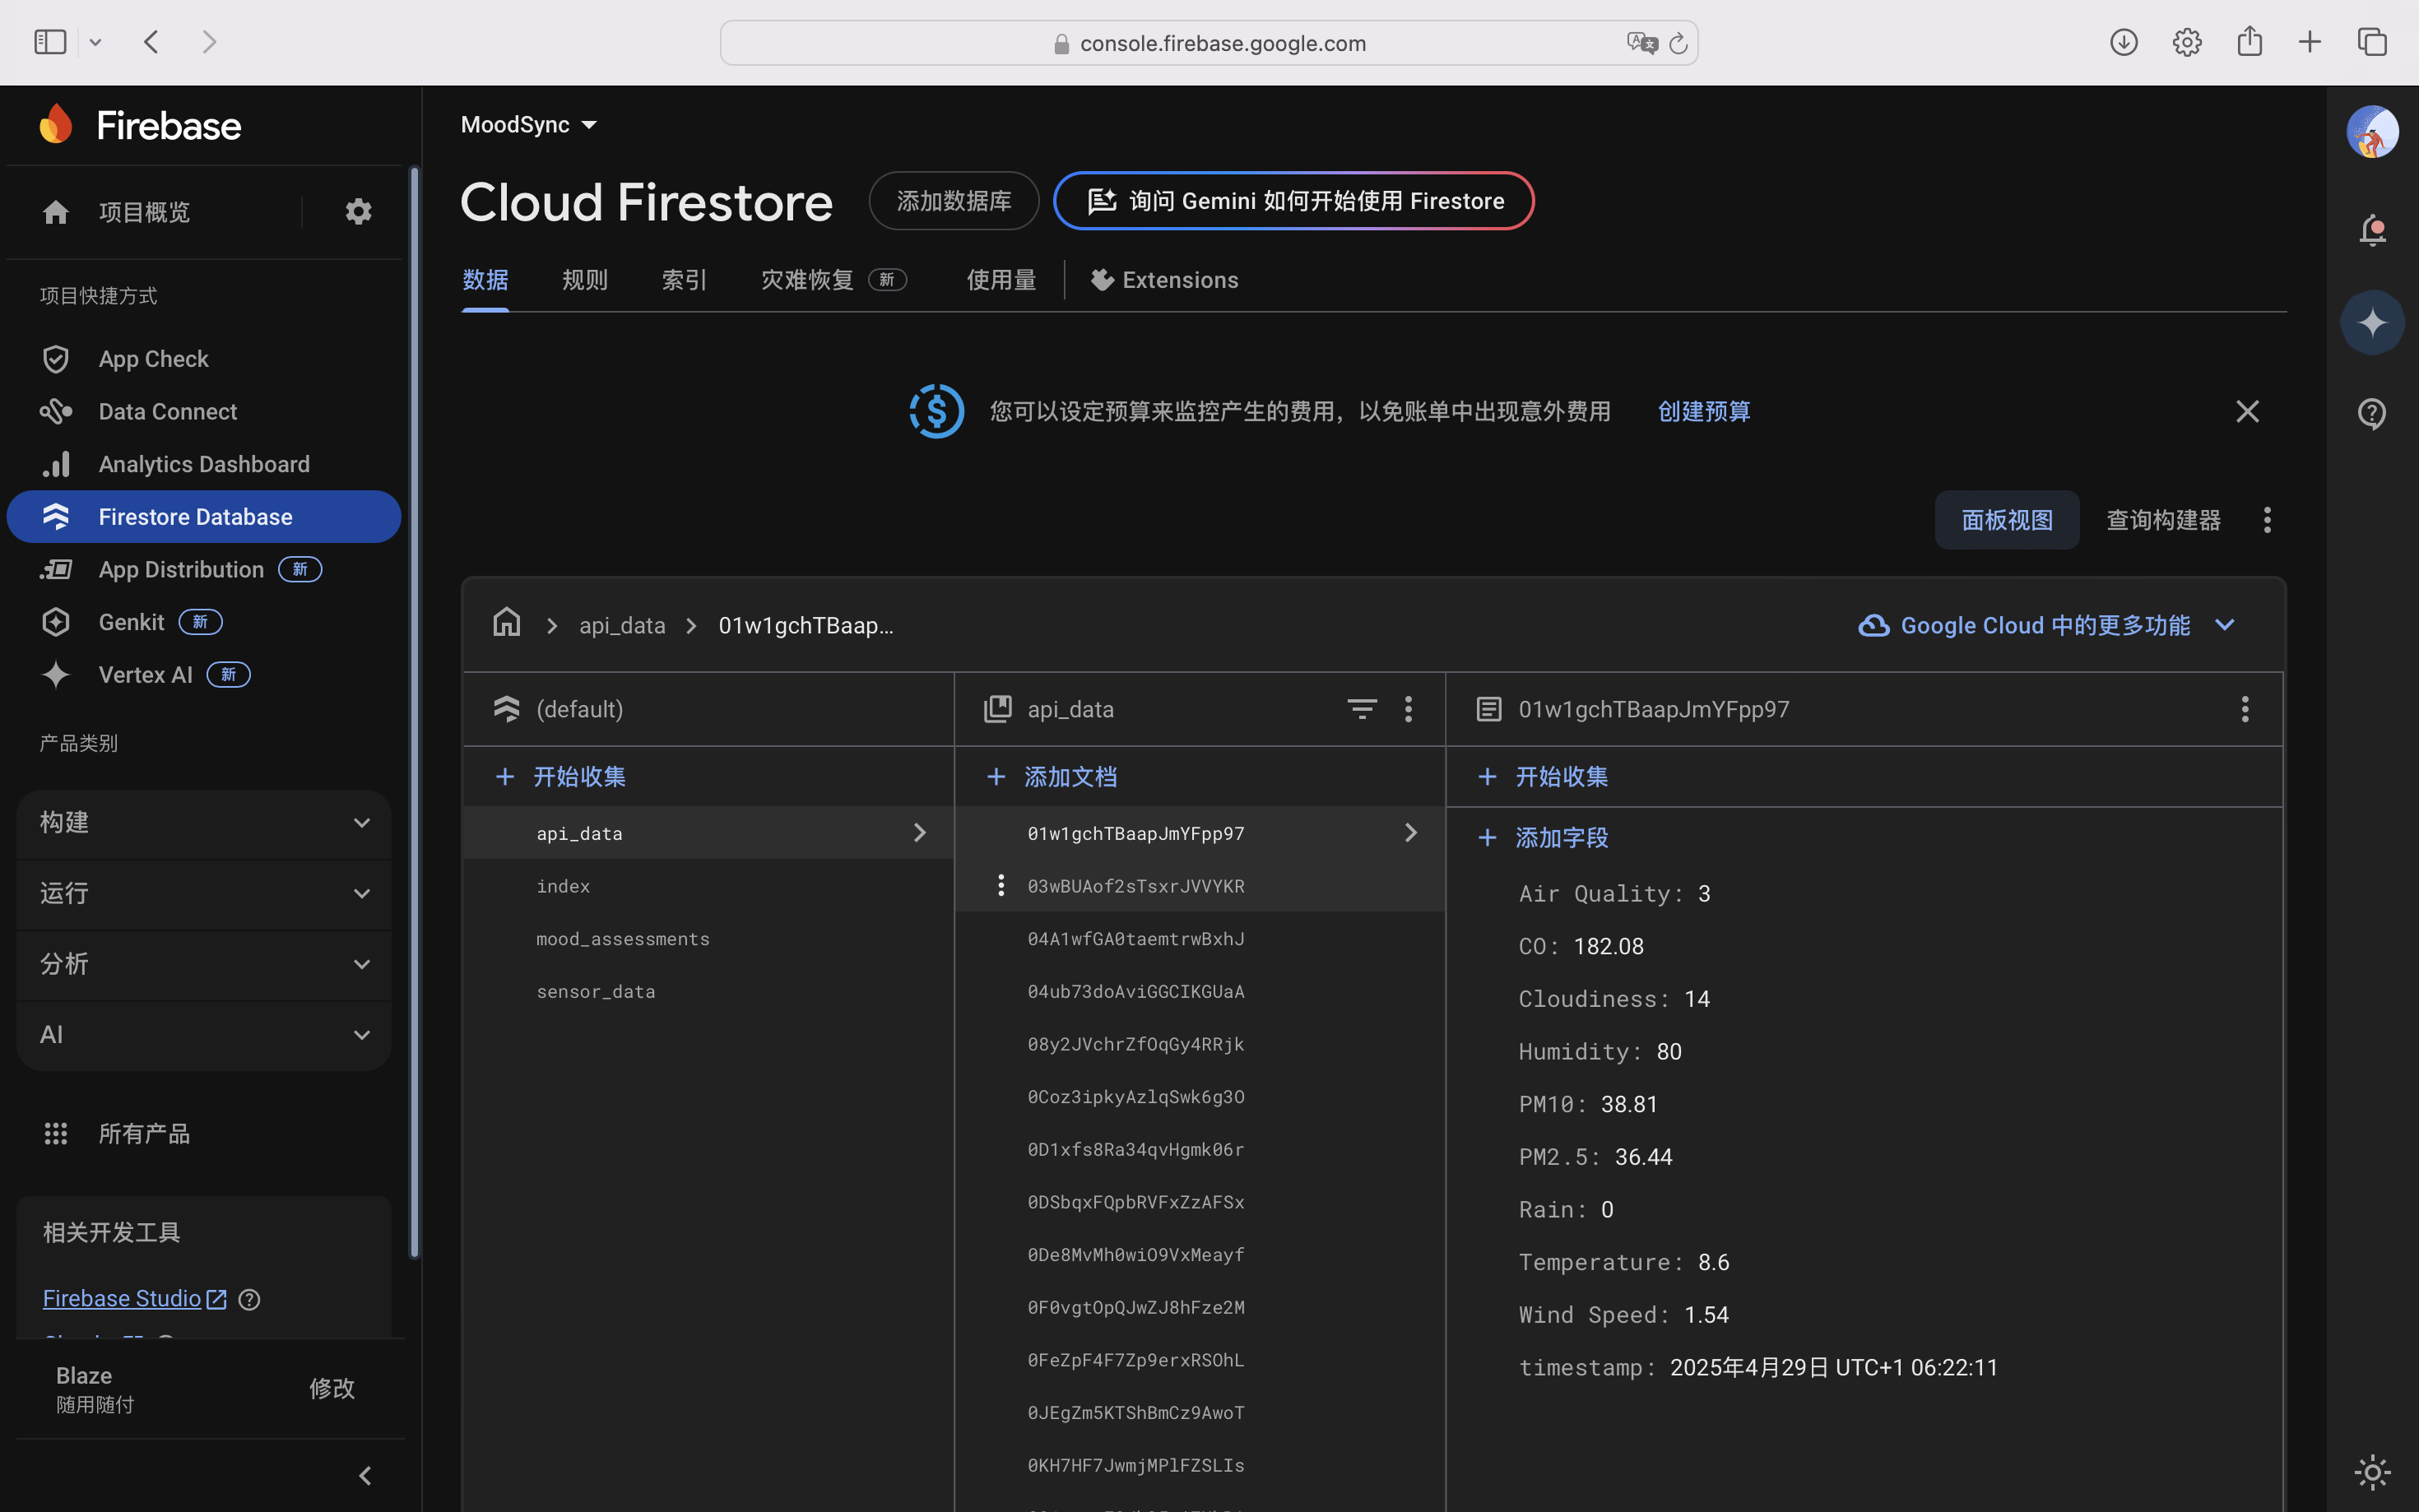 console.firebase.google.com
Firebase
项目概览
项目快捷方式
App Check
Data Connect
Analytics Dashboard
Firestore Database
App Distribution 新
Genkit 新
Vertex AI 新
产品类别
构建
运行
分析
AI
所有产品
相关开发工具
Firebase Studio
Blaze
随用随付
修改
MoodSync
Cloud Firestore
添加数据库
询问 Gemini 如何开始使用 Firestore
数据 规则 索引 灾难恢复 新 使用量 Extensions
您可以设定预算来监控产生的费用，以免账单中出现意外费用 创建预算
面板视图 查询构建器
api_data 01w1gchTBaap...
Google Cloud 中的更多功能
(default)
开始收集
api_data
index
mood_assessments
sensor_data
api_data
添加文档
01w1gchTBaapJmYFpp97
03wBUAof2sTsxrJVVYKR
04A1wfGA0taemtrwBxhJ
04ub73doAviGGCIKGUaA
08y2JVchrZfOqGy4RRjk
0Coz3ipkyAzlqSwk6g3O
0D1xfs8Ra34qvHgmk06r
0DSbqxFQpbRVFxZzAFSx
0De8MvMh0wiO9VxMeayf
0F0vgtOpQJwZJ8hFze2M
0FeZpF4F7Zp9erxRSOhL
0JEgZm5KTShBmCz9AwoT
0KH7HF7JwmjMPlFZSLIs
01w1gchTBaapJmYFpp97
开始收集
添加字段
Air Quality: 3
CO: 182.08
Cloudiness: 14
Humidity: 80
PM10: 38.81
PM2.5: 36.44
Rain: 0
Temperature: 8.6
Wind Speed: 1.54
timestamp: 2025年4月29日 UTC+1 06:22:11